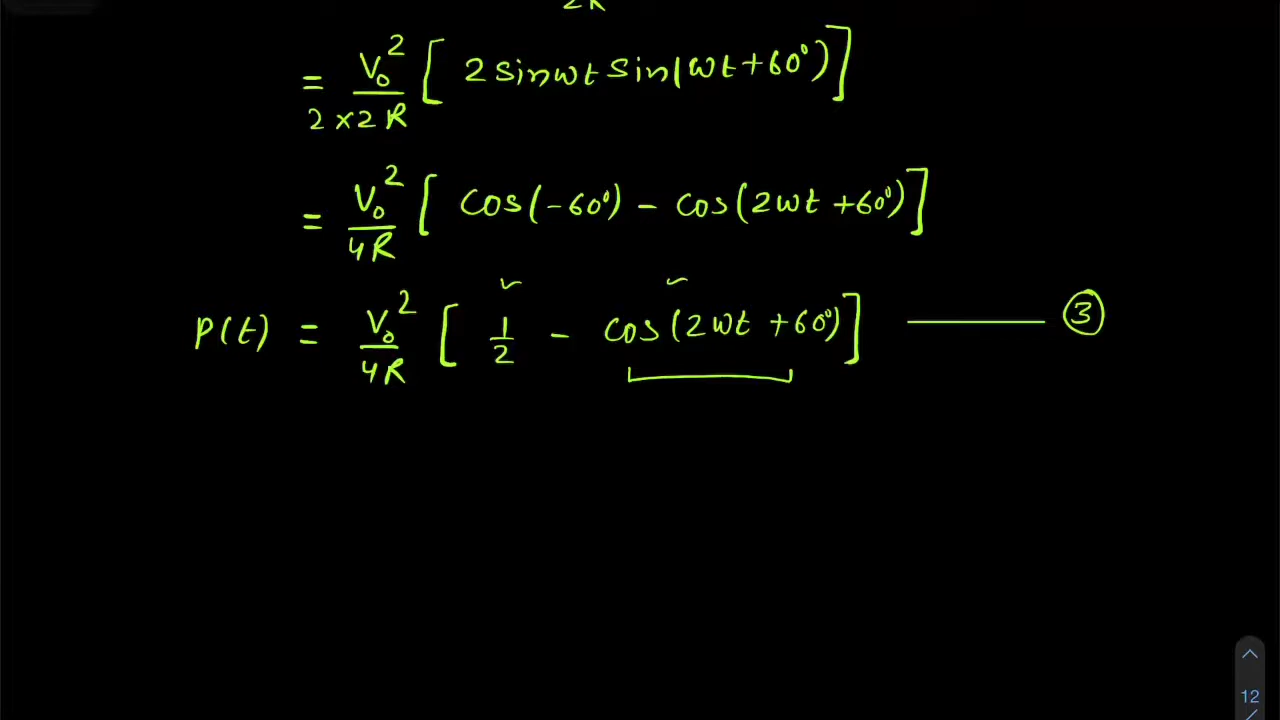 2R
= V₀² / 2×2R [ 2 sinωt sin(ωt+60°) ]
= V₀² / 4R [ cos(-60°) - cos(2ωt+60°) ]
P(t) = V₀² / 4R [ 1/2 - cos(2ωt+60°) ] ——— ③
12